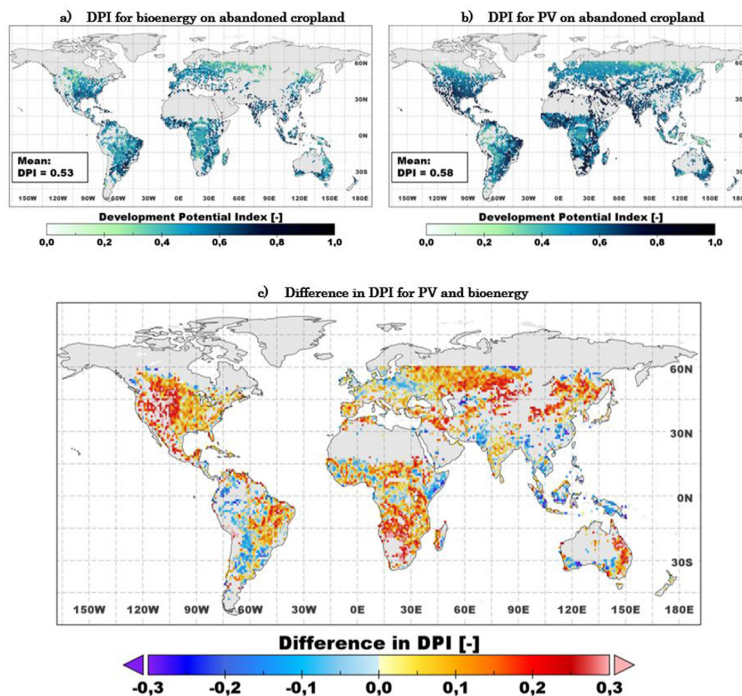 a) DPI for bioenergy on abandoned cropland
b) DPI for PV on abandoned cropland
60N
30N
0N
30S
Mean:
DPI = 0.53
150W 120W 90W 60W 30W 0E 30E 60E 90E 120E 150E 180E
Development Potential Index [-]
0,0 0,2 0,4 0,6 0,8 1,0
60N
30N
0N
30S
Mean:
DPI = 0.58
150W 120W 90W 60W 30W 0E 30E 60E 90E 120E 150E 180E
Development Potential Index [-]
0,0 0,2 0,4 0,6 0,8 1,0
c) Difference in DPI for PV and bioenergy
60N
30N
0N
30S
150W 120W 90W 60W 30W 0E 30E 60E 90E 120E 150E 180E
Difference in DPI [-]
-0,3 -0,2 -0,1 0,0 0,1 0,2 0,3